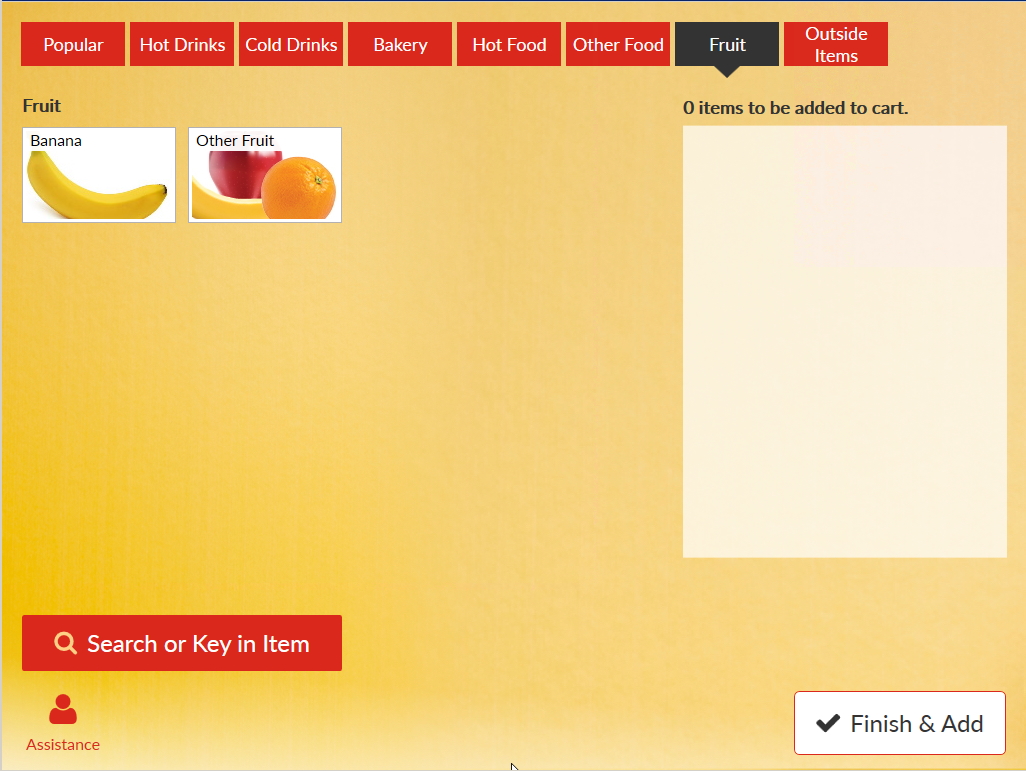 Popular
Hot Drinks
Cold Drinks
Bakery
Hot Food
Other Food
Fruit
Outside
Items
Fruit
0 items to be added to cart.
Banana
Other Fruit
Search or Key in Item
Assistance
Finish & Add